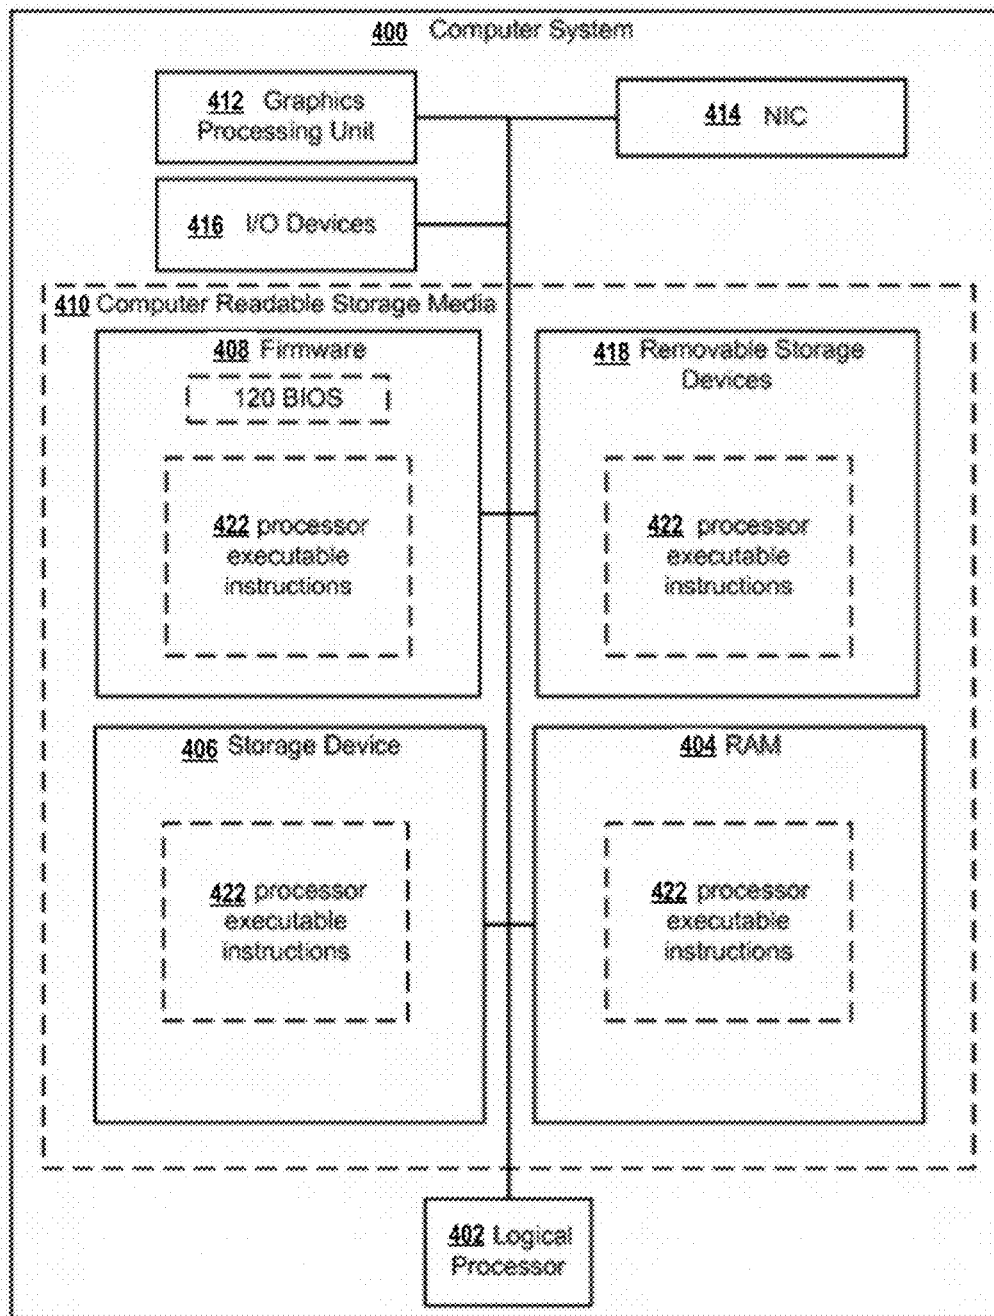 400 Computer System
412 Graphics
Processing Unit
414 NIC
416 I/O Devices
410 Computer Readable Storage Media
408 Firmware
120 BIOS
422 processor
executable
instructions
418 Removable Storage
Devices
422 processor
executable
instructions
406 Storage Device
422 processor
executable
instructions
404 RAM
422 processor
executable
instructions
402 Logical
Processor